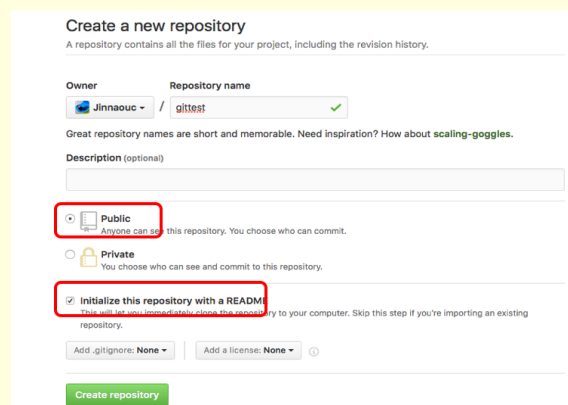 Create a new repository
A repository contains all the files for your project, including the revision history.
Owner Repository name
Jinnaouc / gittest
Great repository names are short and memorable. Need inspiration? How about scaling-goggles.
Description (optional)
Public
Anyone can see this repository. You choose who can commit.
Private
You choose who can see and commit to this repository.
Initialize this repository with a README
This will let you immediately clone the repository to your computer. Skip this step if you're importing an existing
repository.
Add .gitignore: None Add a license: None
Create repository